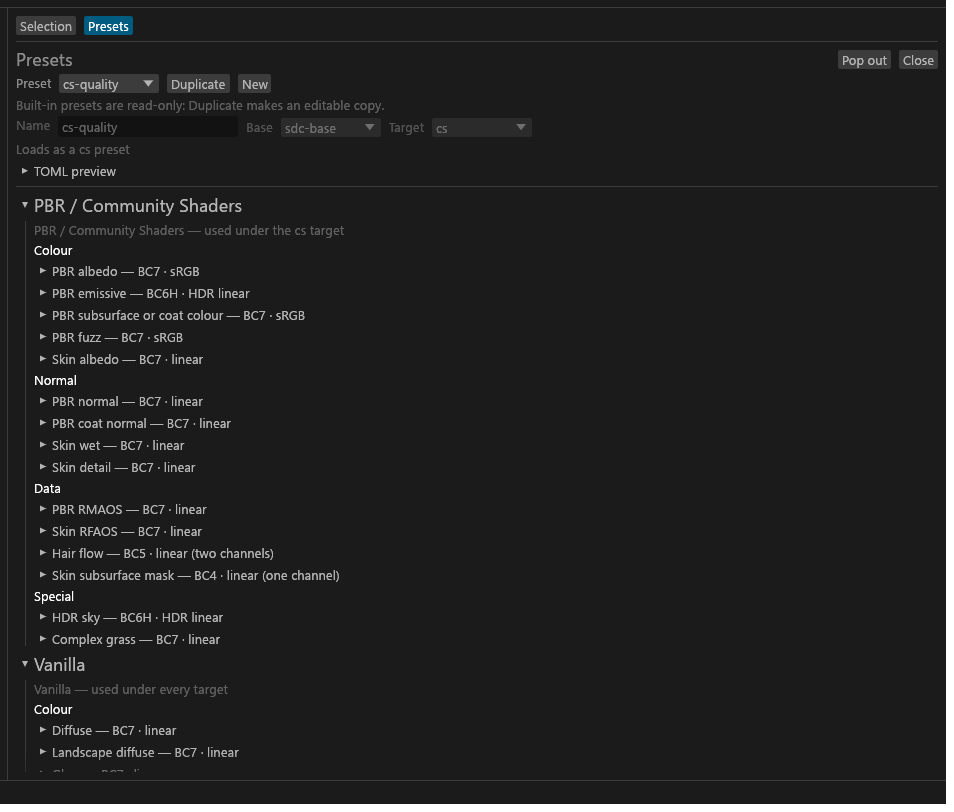 Selection Presets
Presets Pop out Close
Preset cs-quality Duplicate New
Built-in presets are read-only: Duplicate makes an editable copy.
Name cs-quality Base sdc-base Target cs
Loads as a cs preset
TOML preview
PBR / Community Shaders
PBR / Community Shaders — used under the cs target
Colour
PBR albedo — BC7 · sRGB
PBR emissive — BC6H · HDR linear
PBR subsurface or coat colour — BC7 · sRGB
PBR fuzz — BC7 · sRGB
Skin albedo — BC7 · linear
Normal
PBR normal — BC7 · linear
PBR coat normal — BC7 · linear
Skin wet — BC7 · linear
Skin detail — BC7 · linear
Data
PBR RMAOS — BC7 · linear
Skin RFAOS — BC7 · linear
Hair flow — BC5 · linear (two channels)
Skin subsurface mask — BC4 · linear (one channel)
Special
HDR sky — BC6H · HDR linear
Complex grass — BC7 · linear
Vanilla
Vanilla — used under every target
Colour
Diffuse — BC7 · linear
Landscape diffuse — BC7 · linear